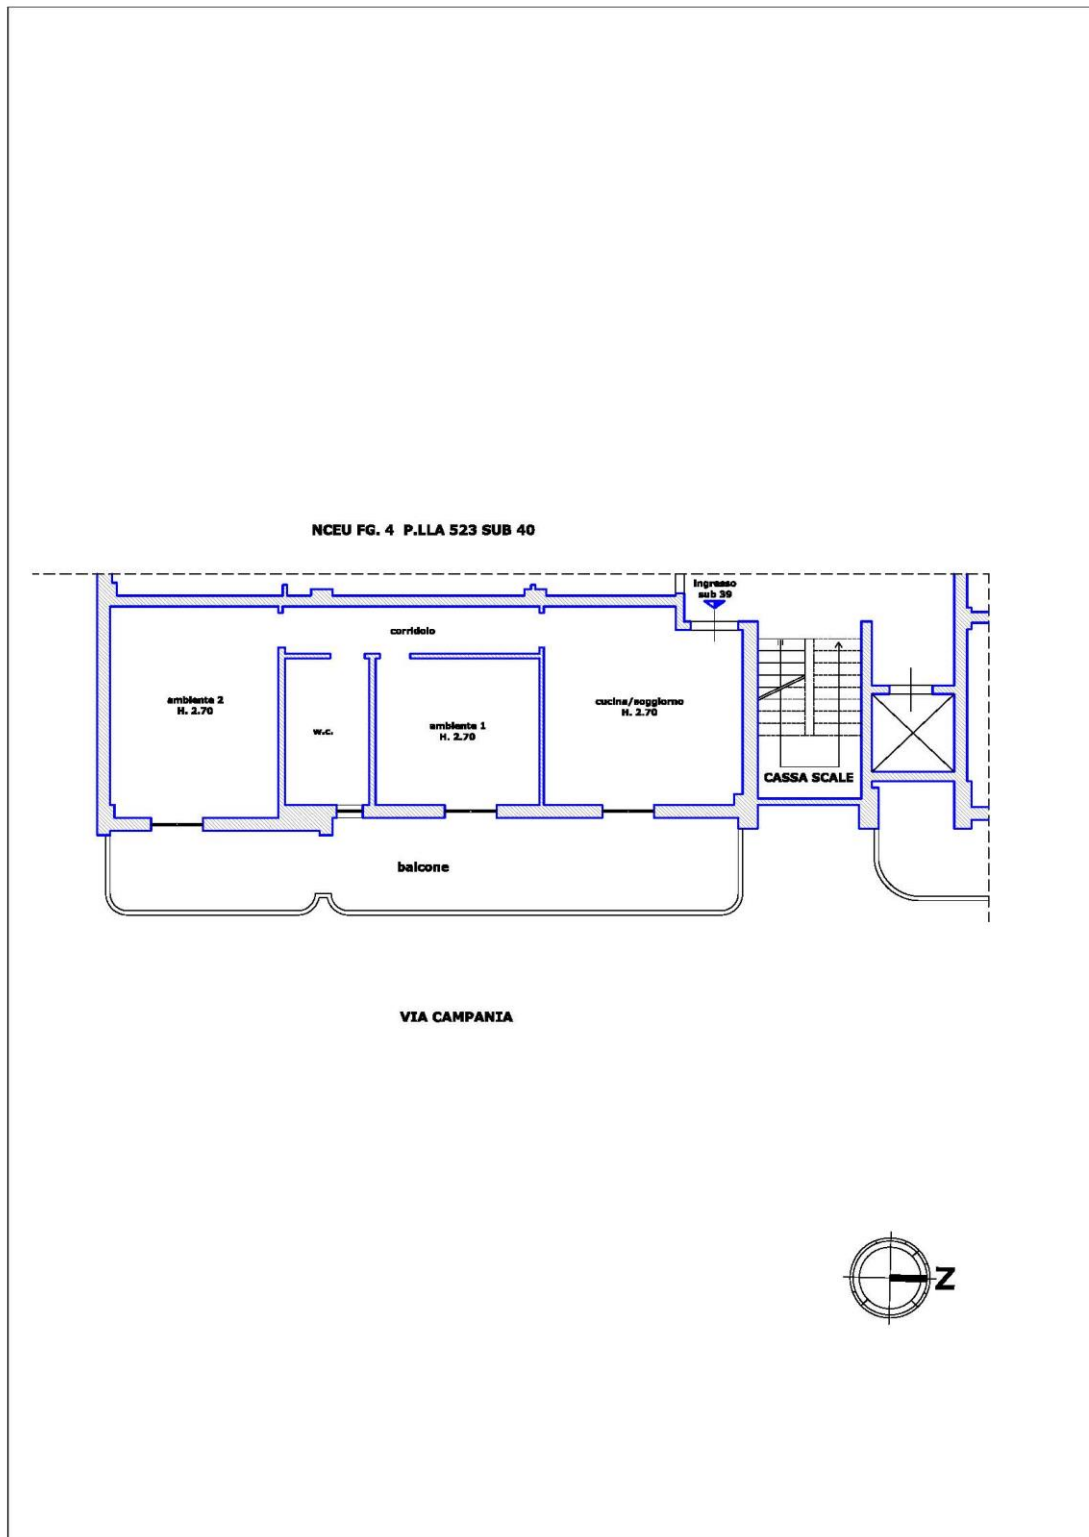 NCEU FG. 4 P.LLA 523 SUB 40
ingresso
sub 39
corridoio
ambiente 2
H. 2.70
w.c.
ambiente 1
H. 2.70
cucina/soggiorno
H. 2.70
CASSA SCALE
balcone
VIA CAMPANIA
N